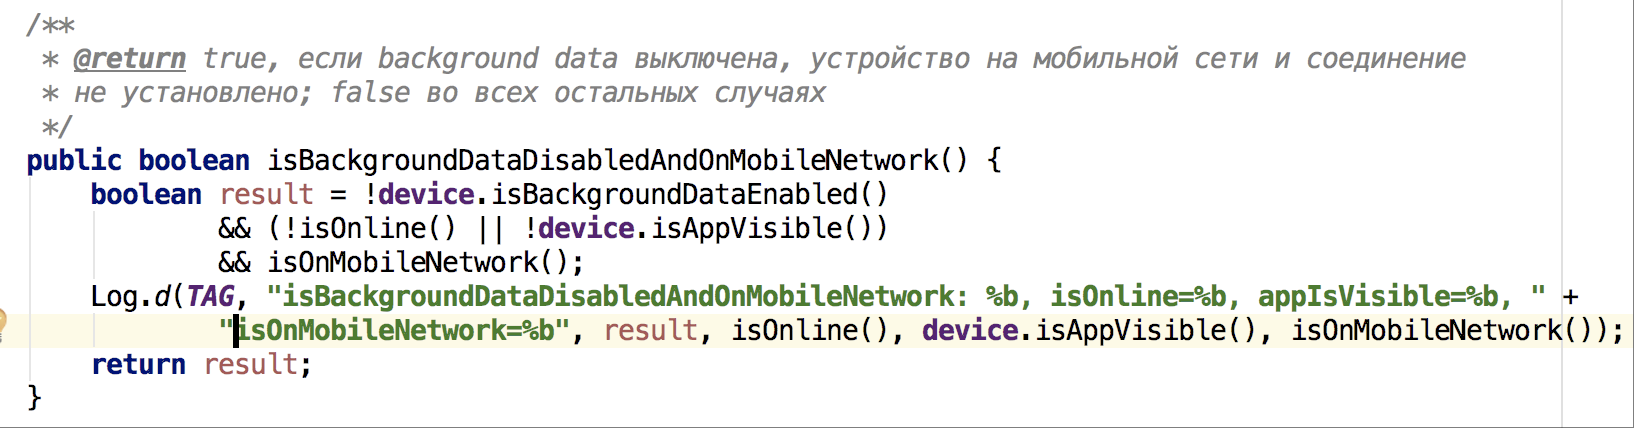 /**
 * @return true, если background data выключена, устройство на мобильной сети и соединение
 * не установлено; false во всех остальных случаях
 */
public boolean isBackgroundDataDisabledAndOnMobileNetwork() {
    boolean result = !device.isBackgroundDataEnabled()
            && (!isOnline() || !device.isAppVisible())
            && isOnMobileNetwork();
    Log.d(TAG, "isBackgroundDataDisabledAndOnMobileNetwork: %b, isOnline=%b, appIsVisible=%b, " +
            "isOnMobileNetwork=%b", result, isOnline(), device.isAppVisible(), isOnMobileNetwork());
    return result;
}